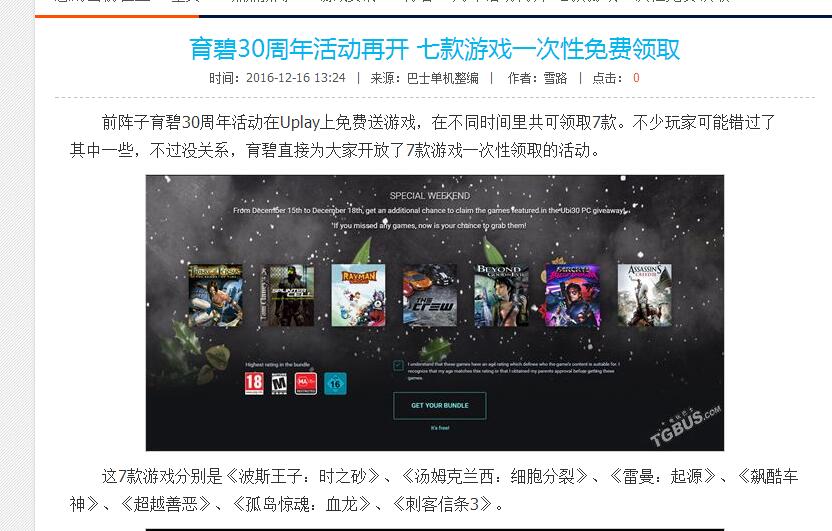 育碧30周年活动再开 七款游戏一次性免费领取
时间：2016-12-16 13:24 | 来源：巴士单机整编 | 作者：雪路 | 点击： 0
前阵子育碧30周年活动在Uplay上免费送游戏，在不同时间里共可领取7款。不少玩家可能错过了
其中一些，不过没关系，育碧直接为大家开放了7款游戏一次性领取的活动。
SPECIAL WEEKEND
From December 15th to December 18th, get an additional chance to claim the games featured in the Ubi30 PC giveaway!
If you missed any games, now is your chance to grab them!
SPLINTER CELL
RAYMAN
THE CREW
BEYOND GOOD & EVIL
FARCRY
ASSASSIN'S CREED III
Highest rating in the bundle
18
M
MA
16
I understand that these games have an age rating which defines who the game's content is suitable for. I
recognize that my age matches this rating or that I obtained my parents approval before getting these
games.
GET YOUR BUNDLE
It's free!
TGBUS.COM
这7款游戏分别是《波斯王子：时之砂》、《汤姆克兰西：细胞分裂》、《雷曼：起源》、《飙酷车
神》、《超越善恶》、《孤岛惊魂：血龙》、《刺客信条3》。